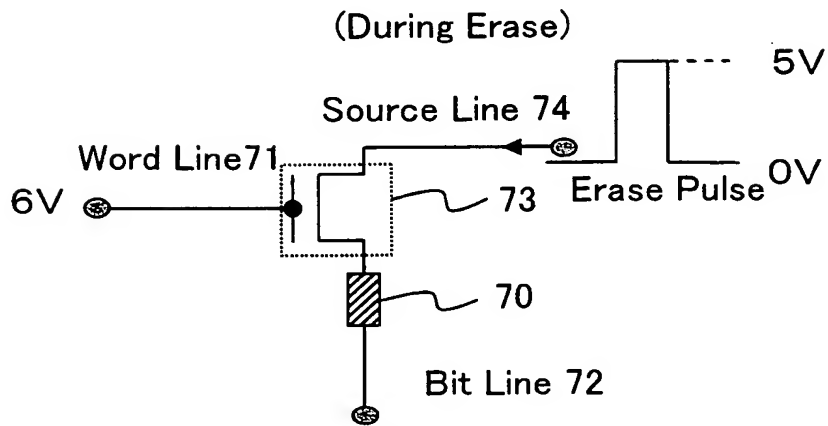 (During Erase)
5V
Source Line 74
Word Line71
0V
Erase Pulse
6V
73
70
Bit Line 72